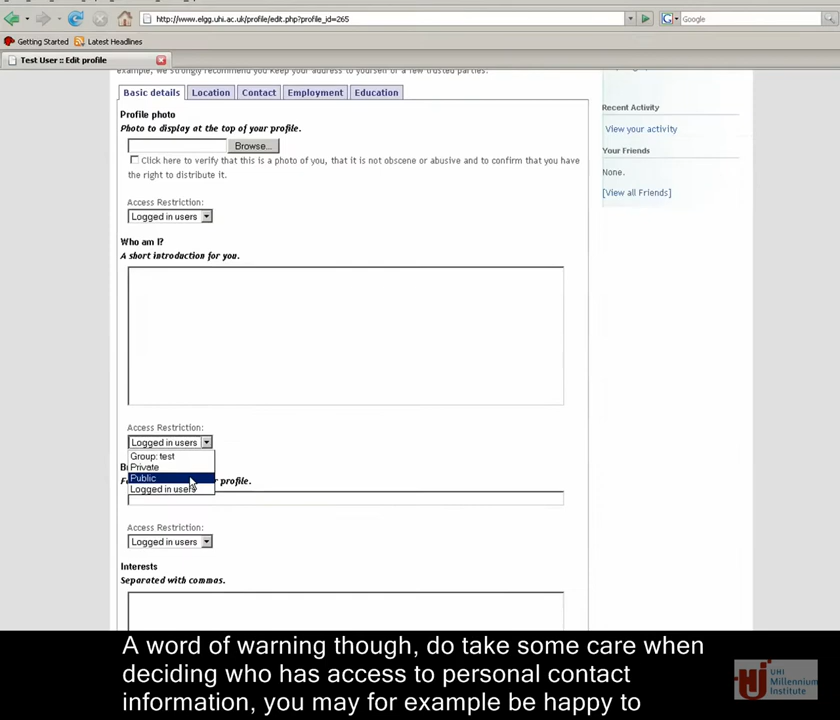 http://www.elgg.uhi.ac.uk/profile/edit.php?profile_id=265
Google
Getting Started
Latest Headlines
Test User :: Edit profile
example, we strongly recommend you keep your address to yourself or a few trusted parties.
Basic details
Location
Contact
Employment
Education
Profile photo
Photo to display at the top of your profile.
Browse...
Click here to verify that this is a photo of you, that it is not obscene or abusive and to confirm that you have
the right to distribute it.
Access Restriction:
Logged in users
Who am I?
A short introduction for you.
Access Restriction:
Logged in users
Group: test
Private
Public
Logged in users
profile.
Access Restriction:
Logged in users
Interests
Separated with commas.
Recent Activity
View your activity
Your Friends
None.
[View all Friends]
A word of warning though, do take some care when
deciding who has access to personal contact
information, you may for example be happy to
UHI
Millennium
Institute